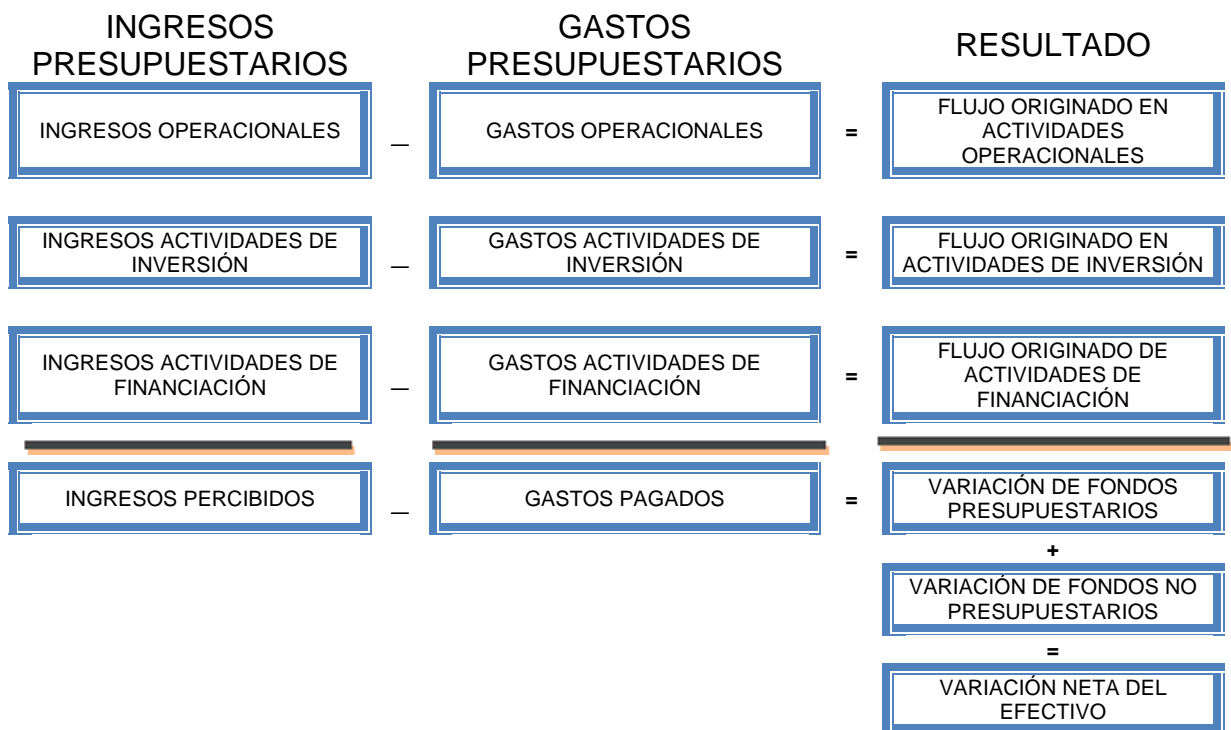 INGRESOS
PRESUPUESTARIOS
GASTOS
PRESUPUESTARIOS
RESULTADO
INGRESOS OPERACIONALES
_
GASTOS OPERACIONALES
=
FLUJO ORIGINADO EN
ACTIVIDADES
OPERACIONALES
INGRESOS ACTIVIDADES DE
INVERSIÓN
_
GASTOS ACTIVIDADES DE
INVERSIÓN
=
FLUJO ORIGINADO EN
ACTIVIDADES DE INVERSIÓN
INGRESOS ACTIVIDADES DE
FINANCIACIÓN
_
GASTOS ACTIVIDADES DE
FINANCIACIÓN
=
FLUJO ORIGINADO DE
ACTIVIDADES DE
FINANCIACIÓN
INGRESOS PERCIBIDOS
_
GASTOS PAGADOS
=
VARIACIÓN DE FONDOS
PRESUPUESTARIOS
+
VARIACIÓN DE FONDOS NO
PRESUPUESTARIOS
=
VARIACIÓN NETA DEL
EFECTIVO